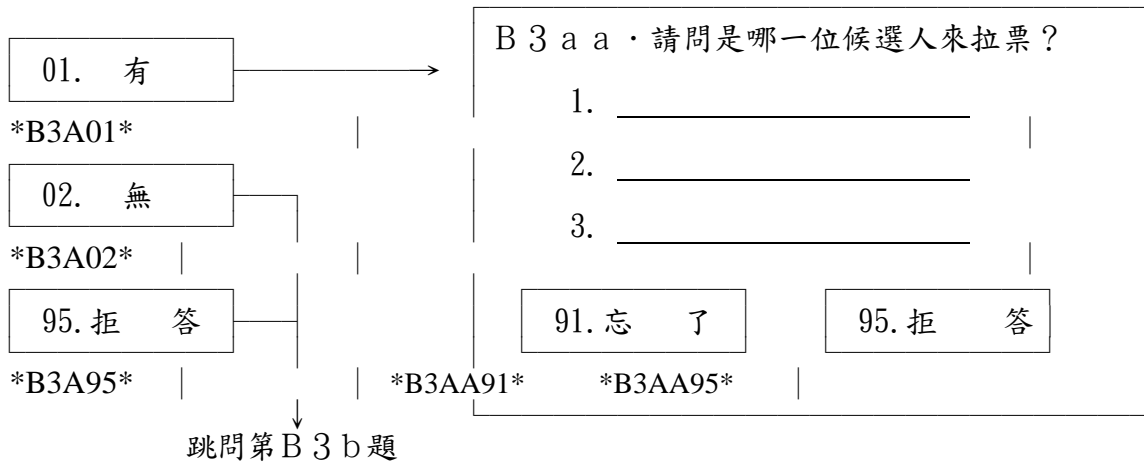 B3aa．請問是哪一位候選人來拉票？
01. 有
1.
*B3A01*
2.
02. 無
3.
*B3A02*
95.拒 答
91.忘 了
95.拒 答
*B3A95*
*B3AA91*
*B3AA95*
跳問第B3b題